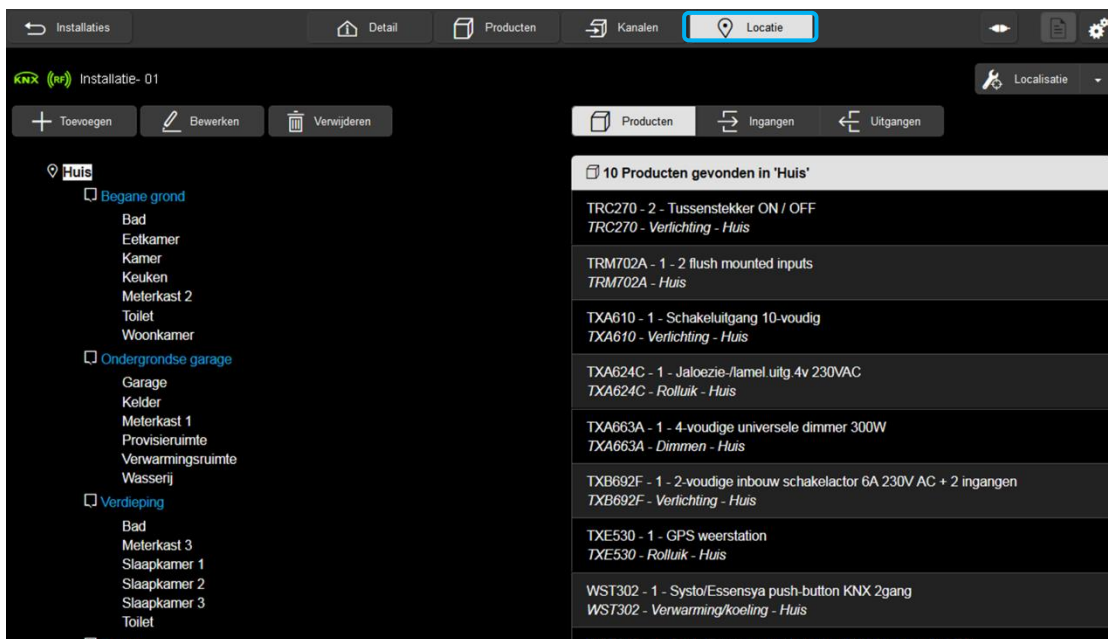 Installaties
Detail
Producten
Kanalen
Locatie
KNX ((RF)) Installatie- 01
Localisatie
Toevoegen
Bewerken
Verwijderen
Producten
Ingangen
Uitgangen
Huis
Begane grond
Bad
Eetkamer
Kamer
Keuken
Meterkast 2
Toilet
Woonkamer
Ondergrondse garage
Garage
Kelder
Meterkast 1
Provisieruimte
Verwarmingsruimte
Wasserij
Verdieping
Bad
Meterkast 3
Slaapkamer 1
Slaapkamer 2
Slaapkamer 3
Toilet
10 Producten gevonden in 'Huis'
TRC270 - 2 - Tussenstekker ON / OFF
TRC270 - Verlichting - Huis
TRM702A - 1 - 2 flush mounted inputs
TRM702A - Huis
TXA610 - 1 - Schakeluitgang 10-voudig
TXA610 - Verlichting - Huis
TXA624C - 1 - Jaloezie-/lamel.uitg.4v 230VAC
TXA624C - Rolluik - Huis
TXA663A - 1 - 4-voudige universele dimmer 300W
TXA663A - Dimmen - Huis
TXB692F - 1 - 2-voudige inbouw schakelactor 6A 230V AC + 2 ingangen
TXB692F - Verlichting - Huis
TXE530 - 1 - GPS weerstation
TXE530 - Rolluik - Huis
WST302 - 1 - Systo/Essensya push-button KNX 2gang
WST302 - Verwarming/koeling - Huis